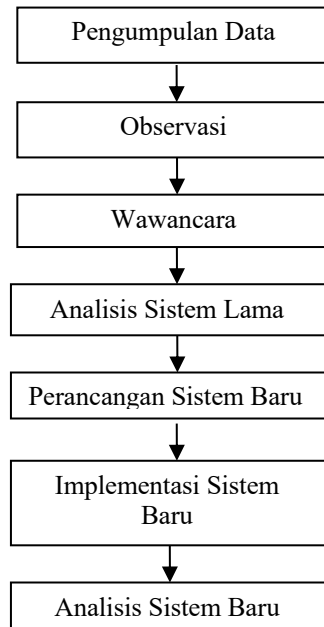 Pengumpulan Data
Observasi
Wawancara
Analisis Sistem Lama
Perancangan Sistem Baru
Implementasi Sistem
Baru
Analisis Sistem Baru